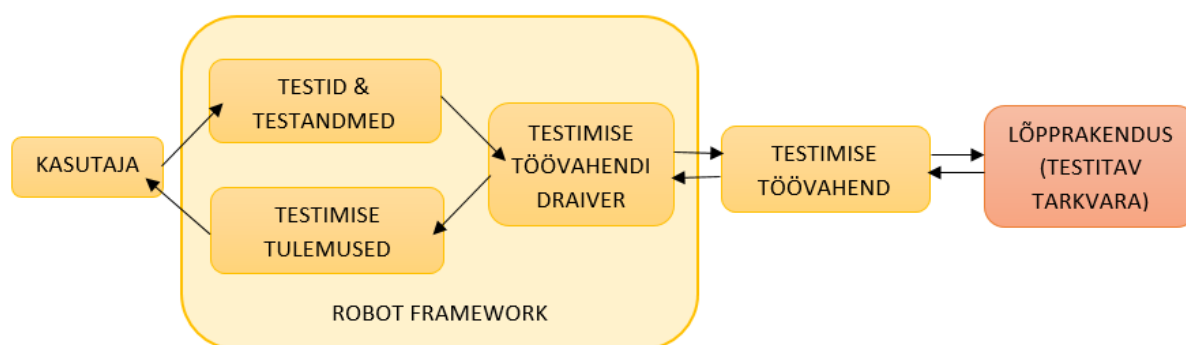 KASUTAJA
TESTID &
TESTANDMED
TESTIMISE
TULEMUSED
TESTIMISE
TÖÖVAHENDI
DRAIVER
ROBOT FRAMEWORK
TESTIMISE
TÖÖVAHEND
LÕPPRAKENDUS
(TESTITAV
TARKVARA)